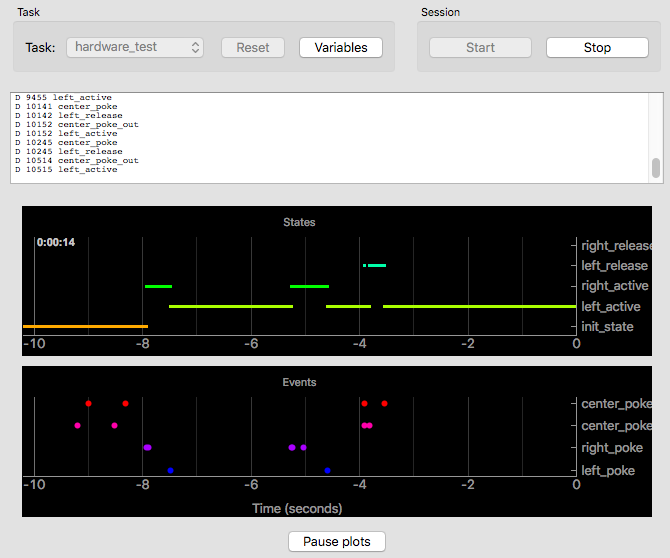 Task
Session
Task: hardware_test Reset Variables
Start Stop
D 9455 left_active
D 10141 center_poke
D 10142 left_release
D 10152 center_poke_out
D 10152 left_active
D 10245 center_poke
D 10245 left_release
D 10514 center_poke_out
D 10515 left_active
States
0:00:14
right_release
left_release
right_active
left_active
init_state
-10 -8 -6 -4 -2 0
Events
center_poke
center_poke
right_poke
left_poke
-10 -8 -6 -4 -2 0
Time (seconds)
Pause plots